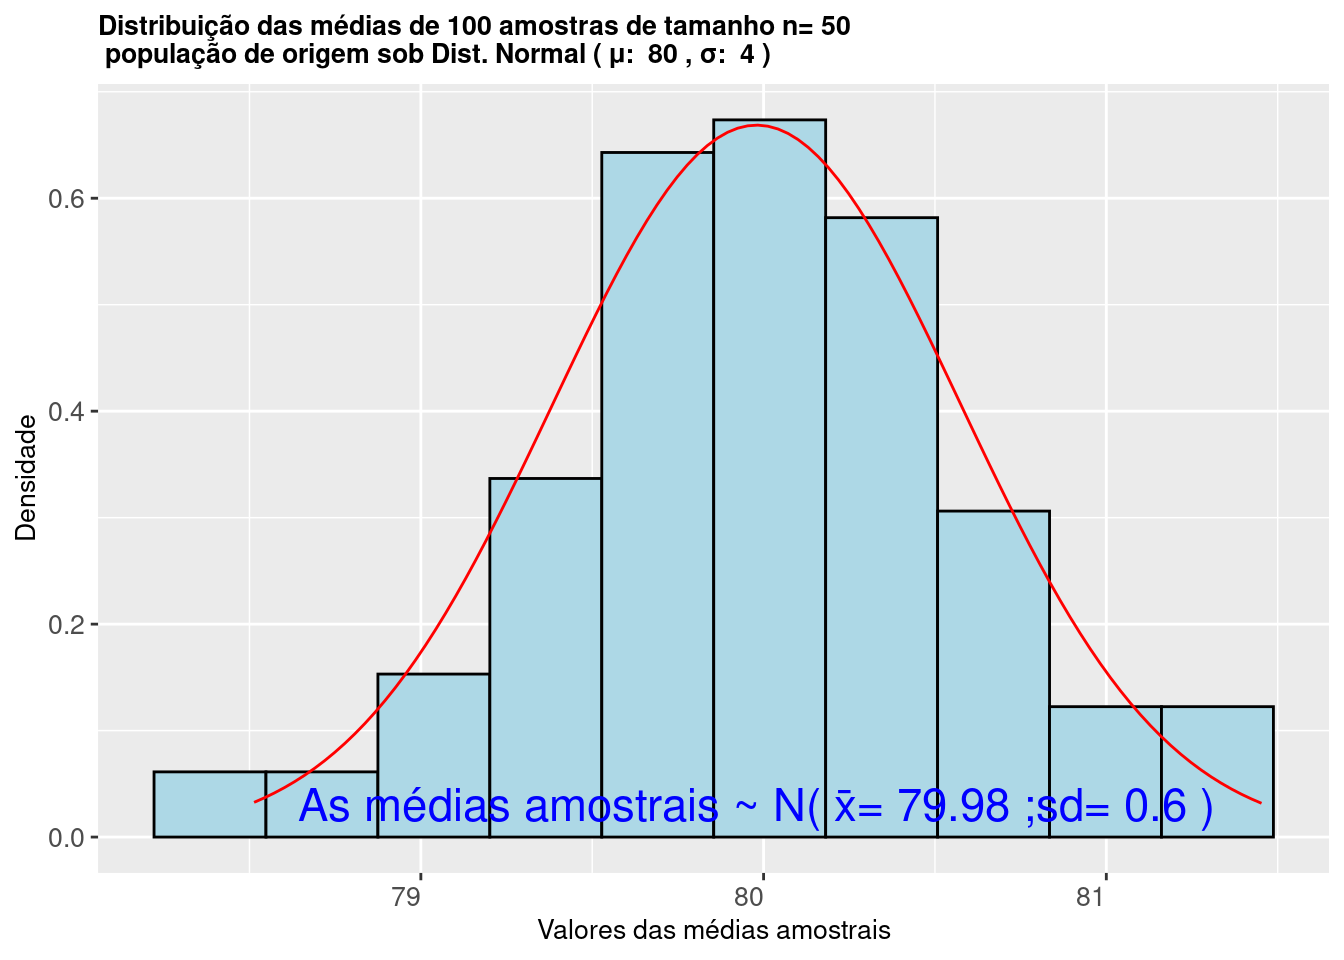 Distribuição das médias de 100 amostras de tamanho n= 50
população de origem sob Dist. Normal ( μ:  80 , σ:  4 )
Densidade
0.6
0.4
0.2
0.0
As médias amostrais ~ N( x̄= 79.98 ;sd= 0.6 )
79
80
81
Valores das médias amostrais